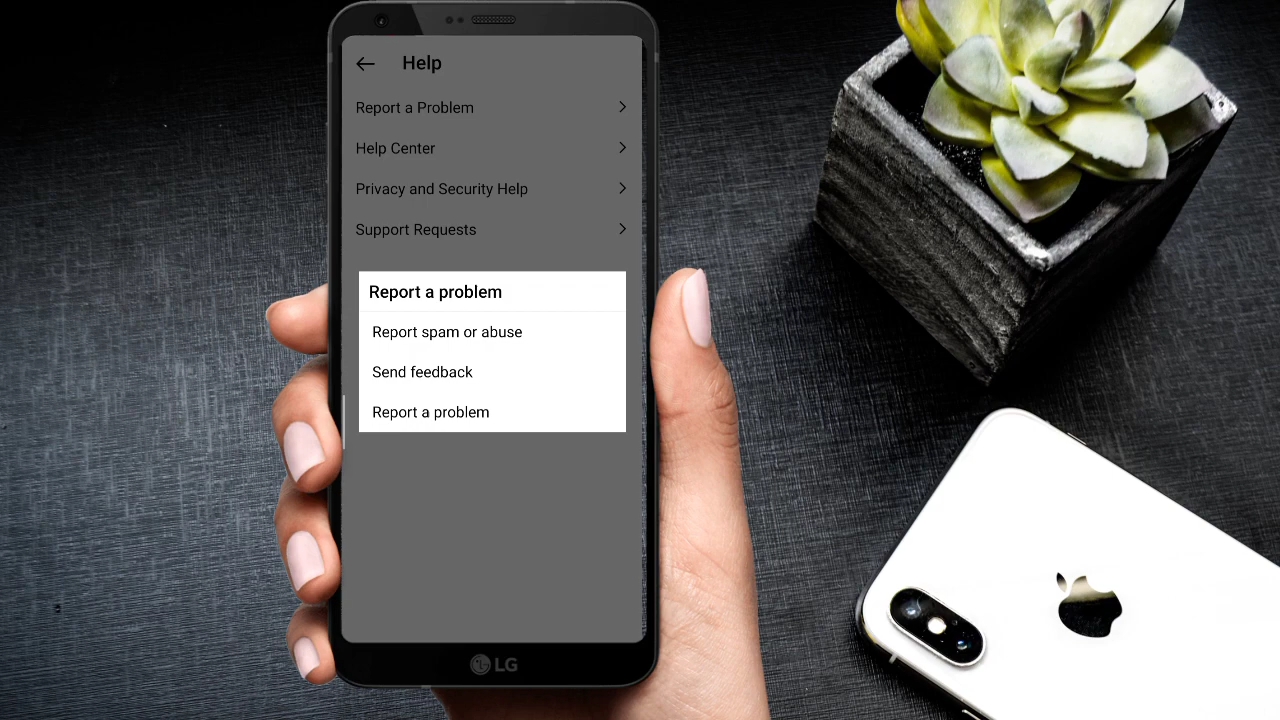 Help
Report a Problem
Help Center
Privacy and Security Help
Support Requests
Report a problem
Report spam or abuse
Send feedback
Report a problem
LG